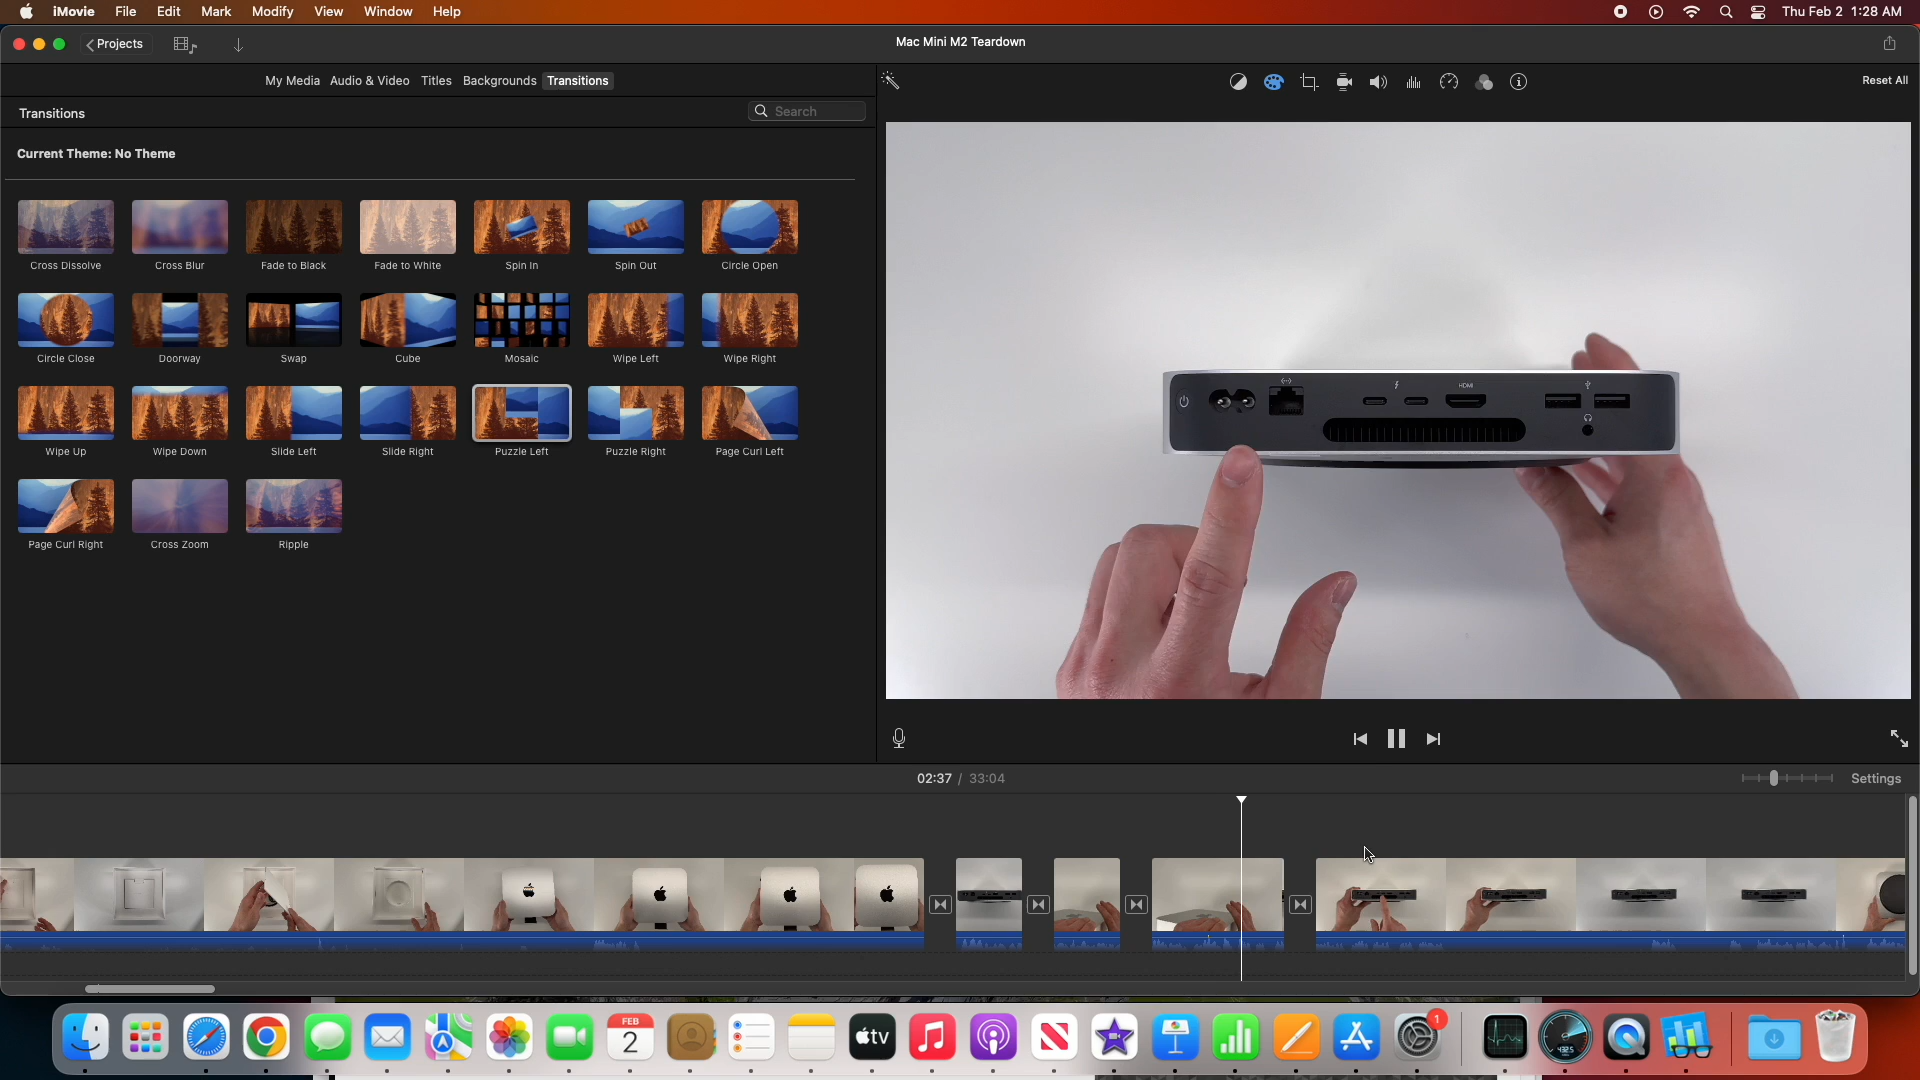 iMovie File Edit Mark Modify View Window Help Thu Feb 2 1:28 AM
Projects Mac Mini M2 Teardown
My Media Audio & Video Titles Backgrounds Transitions Reset All
Transitions Search
Current Theme: No Theme
Cross Dissolve Cross Blur Fade to Black Fade to White Spin In Spin Out Circle Open
Circle Close Doorway Swap Cube Mosaic Wipe Left Wipe Right
HDMI
Wipe Up Wipe Down Slide Left Slide Right Puzzle Left Puzzle Right Page Curl Left
Page Curl Right Cross Zoom Ripple
02:37 / 33:04 Settings
FEB
2 tv 432.5 1